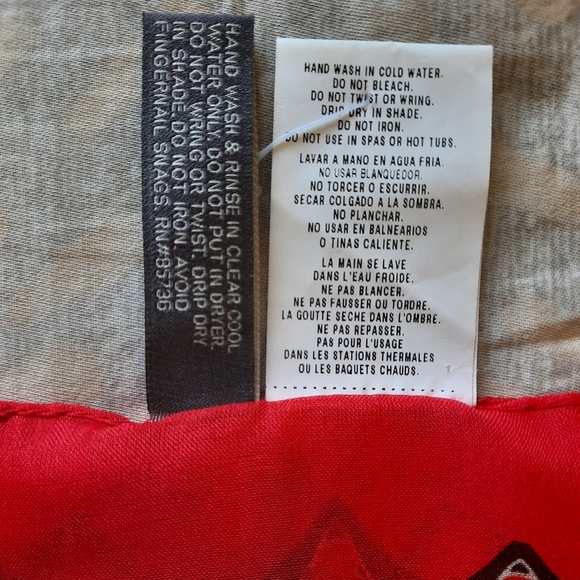 HAND WASH & RINSE IN CLEAR COOL
WATER ONLY. DO NOT PUT IN DRYER.
DO NOT WRING OR TWIST. DRIP DRY
IN SHADE. DO NOT IRON. AVOID
FINGERNAIL SNAGS. RN#85736
HAND WASH IN COLD WATER.
DO NOT BLEACH.
DO NOT TWIST OR WRING.
DRIP DRY IN SHADE.
DO NOT IRON.
DO NOT USE IN SPAS OR HOT TUBS.
LAVAR A MANO EN AGUA FRIA.
NO USAR BLANQUEDOR.
NO TORCER O ESCURRIR.
SECAR COLGADO A LA SOMBRA.
NO PLANCHAR.
NO USAR EN BALNEARIOS
O TINAS CALIENTE.
LA MAIN SE LAVE
DANS L'EAU FROIDE.
NE PAS BLANCER.
NE PAS FAUSSER OU TORDRE.
LA GOUTTE SECHE DANS L'OMBRE.
NE PAS REPASSER.
PAS POUR L'USAGE
DANS LES STATIONS THERMALES
OU LES BAQUETS CHAUDS.